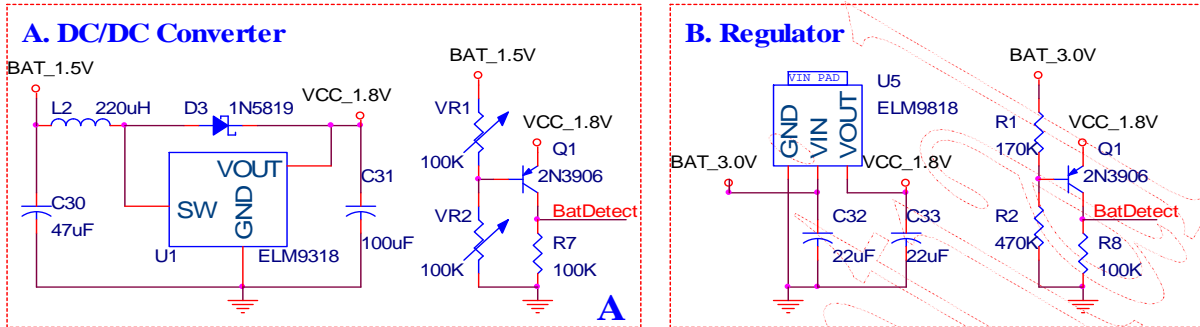 A. DC/DC Converter
BAT_1.5V
L2 220uH
D3 1N5819
VCC_1.8V
C30
47uF
SW
VOUT
GND
U1
ELM9318
C31
100uF
BAT_1.5V
VR1
100K
VCC_1.8V
Q1
2N3906
BatDetect
VR2
100K
R7
100K
A
B. Regulator
VIN PAD
U5
ELM9818
GND
VIN
VOUT
BAT_3.0V
VCC_1.8V
C32
22uF
C33
22uF
BAT_3.0V
R1
170K
VCC_1.8V
Q1
2N3906
BatDetect
R2
470K
R8
100K